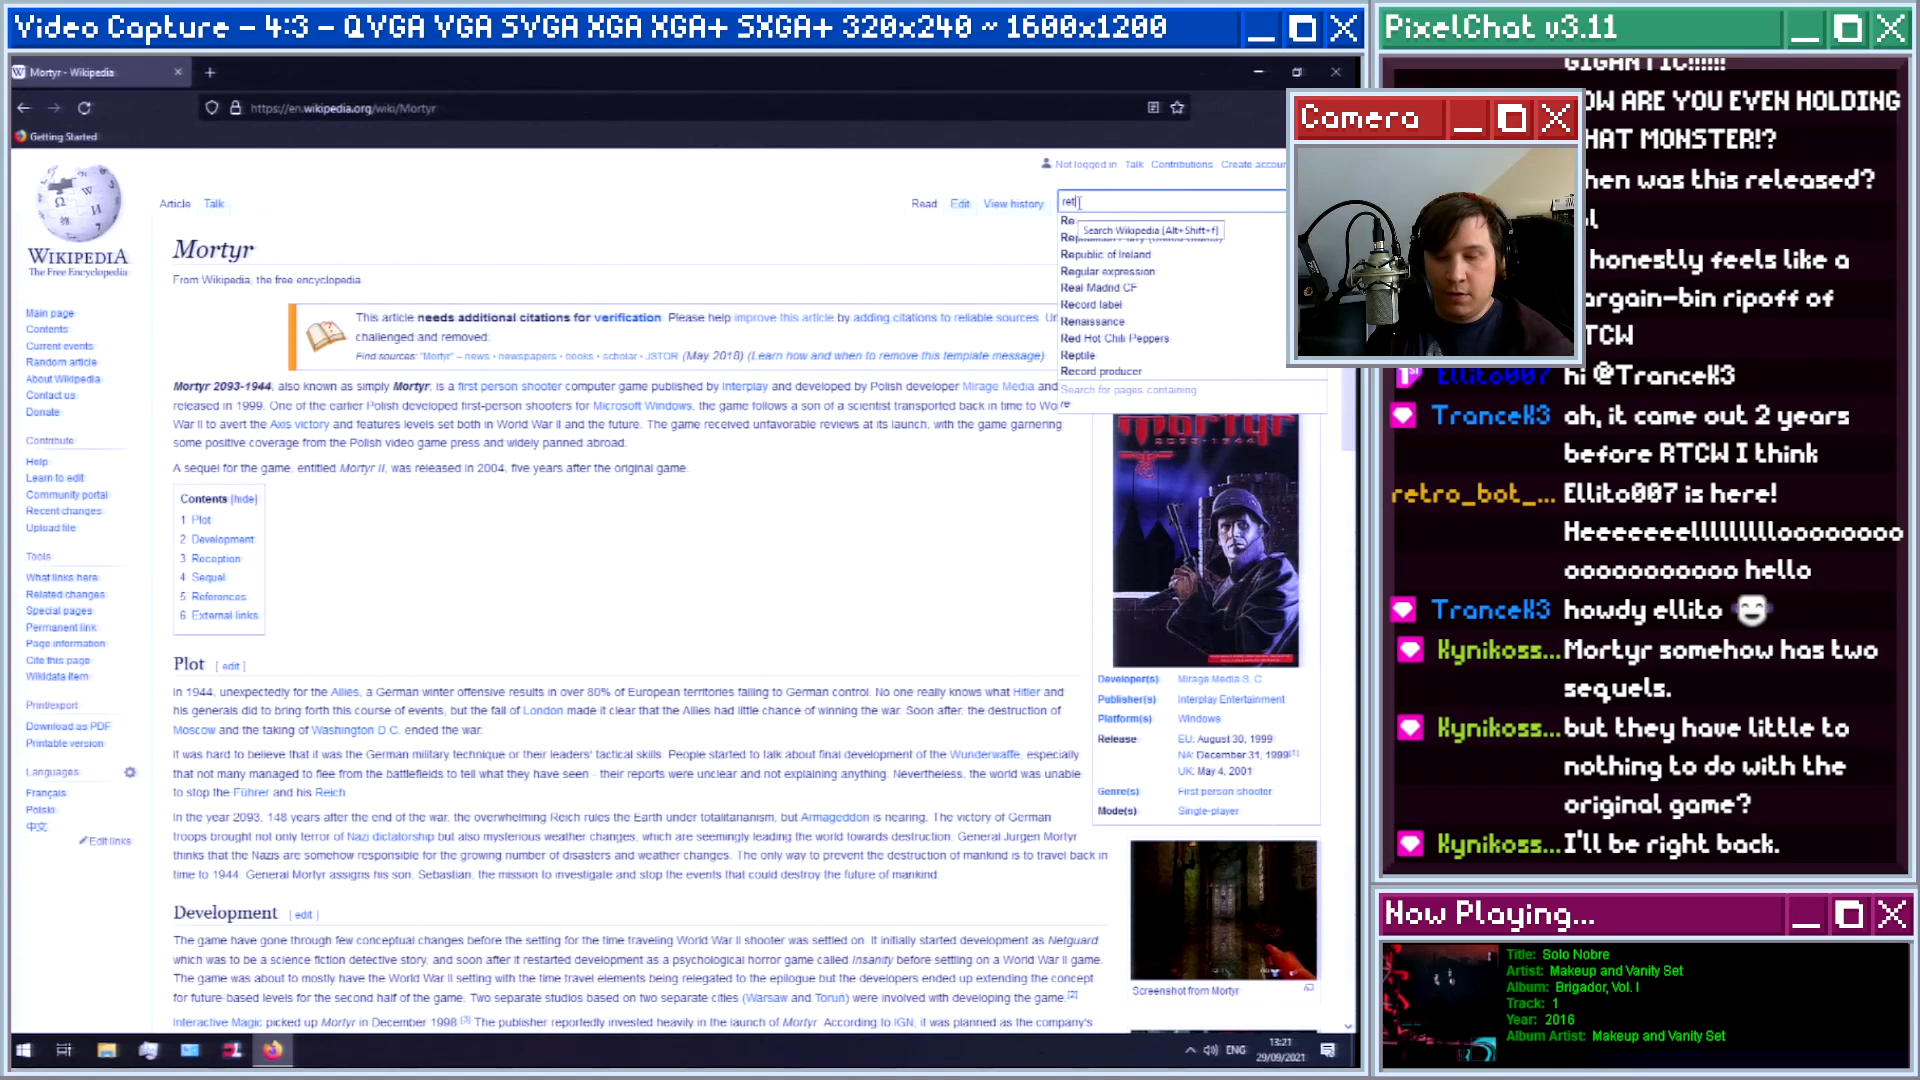 Video Capture - 4:3 - QVGA VGA SVGA XGA XGA+ SXGA+ 320x240 ~ 1600x1200
Mortyr - Wikipedia
https://en.wikipedia.org/wiki/Mortyr
Getting Started
WIKIPEDIA
The Free Encyclopedia
Main page
Contents
Current events
Random article
About Wikipedia
Contact us
Donate
Contribute
Help
Learn to edit
Community portal
Recent changes
Upload file
Tools
What links here
Related changes
Special pages
Permanent link
Page information
Cite this page
Wikidata item
Print/export
Download as PDF
Printable version
Languages
Français
Polski
中文
Edit links
Not logged in Talk Contributions Create accoun
Article Talk
Read Edit View history
ret
Re
Search Wikipedia [Alt+Shift+f]
Republic of Ireland
Regular expression
Real Madrid CF
Record label
Renaissance
Red Hot Chili Peppers
Reptile
Record producer
Search for pages containing
re
Mortyr
From Wikipedia, the free encyclopedia
This article needs additional citations for verification. Please help improve this article by adding citations to reliable sources. Un
challenged and removed.
Find sources: "Mortyr" – news · newspapers · books · scholar · JSTOR (May 2018) (Learn how and when to remove this template message)
Mortyr 2093-1944, also known as simply Mortyr, is a first person shooter computer game published by Interplay and developed by Polish developer Mirage Media and
released in 1999. One of the earlier Polish developed first-person shooters for Microsoft Windows, the game follows a son of a scientist transported back in time to Wo
War II to avert the Axis victory and features levels set both in World War II and the future. The game received unfavorable reviews at its launch, with the game garnering
some positive coverage from the Polish video game press and widely panned abroad.
A sequel for the game, entitled Mortyr II, was released in 2004, five years after the original game.
Contents [hide]
1 Plot
2 Development
3 Reception
4 Sequel
5 References
6 External links
Plot [ edit ]
In 1944, unexpectedly for the Allies, a German winter offensive results in over 80% of European territories falling to German control. No one really knows what Hitler and
his generals did to bring forth this course of events, but the fall of London made it clear that the Allies had little chance of winning the war. Soon after, the destruction of
Moscow and the taking of Washington D.C. ended the war.
It was hard to believe that it was the German military technique or their leaders' tactical skills. People started to talk about final development of the Wunderwaffe, especially
that not many managed to flee from the battlefields to tell what they have seen - their reports were unclear and not explaining anything. Nevertheless, the world was unable
to stop the Führer and his Reich.
In the year 2093, 148 years after the end of the war, the overwhelming Reich rules the Earth under totalitarianism, but Armageddon is nearing. The victory of German
troops brought not only terror of Nazi dictatorship but also mysterious weather changes, which are seemingly leading the world towards destruction. General Jurgen Mortyr
thinks that the Nazis are somehow responsible for the growing number of disasters and weather changes. The only way to prevent the destruction of mankind is to travel back in
time to 1944. General Mortyr assigns his son, Sebastian, the mission to investigate and stop the events that could destroy the future of mankind.
Development [ edit ]
The game have gone through few conceptual changes before the setting for the time traveling World War II shooter was settled on. It initially started development as Netguard
which was to be a science fiction detective story, and soon after it restarted development as a psychological horror game called Insanity before settling on a World War II game.
The game was about to mostly have the World War II setting with the time travel elements being relegated to the epilogue but the developers ended up extending the concept
for future-based levels for the second half of the game. Two separate studios based on two separate cities (Warsaw and Toruń) were involved with developing the game.[2]
Interactive Magic picked up Mortyr in December 1998.[3] The publisher reportedly invested heavily in the launch of Mortyr. According to IGN, it was planned as the company's
mortyr
2093-1944
Developer(s) Mirage Media S. C.
Publisher(s) Interplay Entertainment
Platform(s) Windows
Release EU: August 30, 1999
NA: December 31, 1999[1]
UK: May 4, 2001
Genre(s) First person shooter
Mode(s) Single-player
Screenshot from Mortyr
ENG
13:21
29/09/2021
Camera
PixelChat v3.11
GIGANTIC!!!!!!
OW ARE YOU EVEN HOLDING
HAT MONSTER!?
hen was this released?
l
honestly feels like a
argain-bin ripoff of
TCW
Ellito007 hi @TranceK3
TranceK3 ah, it came out 2 years
before RTCW I think
retro_bot_... Ellito007 is here!
Heeeeeeelllllllllloooooooo
ooooooooooo hello
TranceK3 howdy ellito
Kynikoss... Mortyr somehow has two
sequels.
Kynikoss... but they have little to
nothing to do with the
original game?
Kynikoss... I'll be right back.
Now Playing...
Title: Solo Nobre
Artist: Makeup and Vanity Set
Album: Brigador, Vol. I
Track: 1
Year: 2016
Album Artist: Makeup and Vanity Set